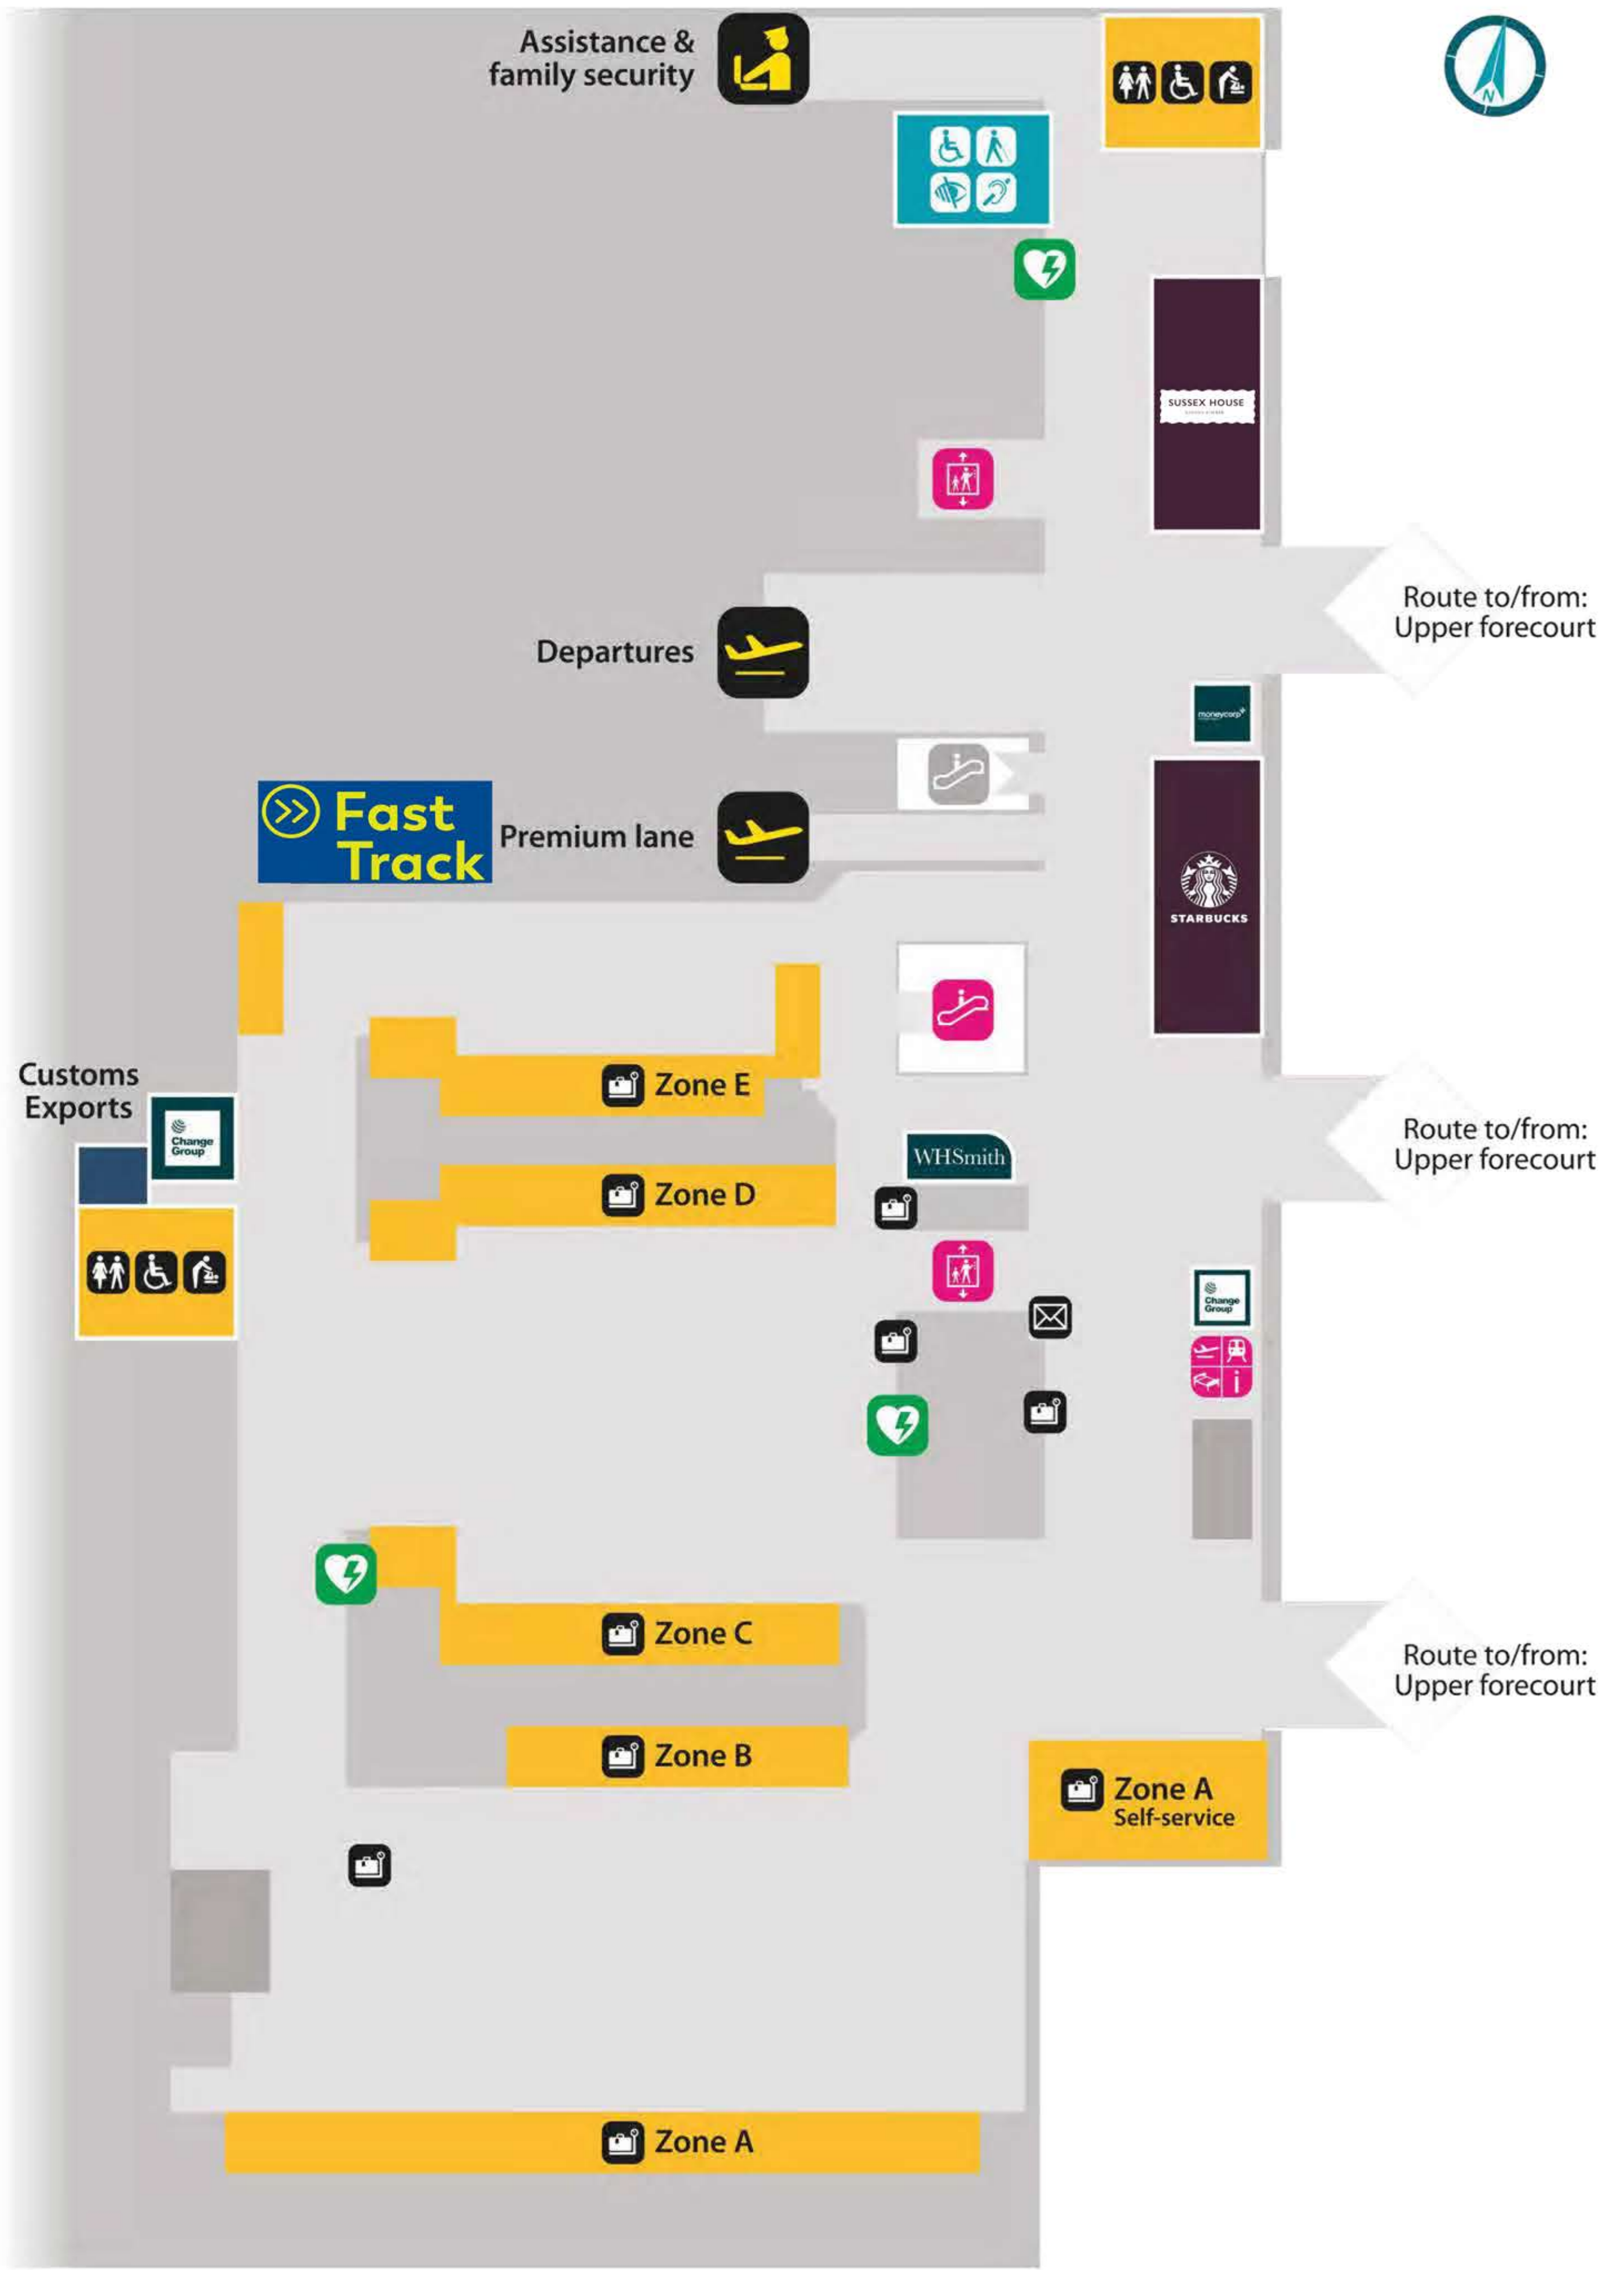 Assistance &
family security
N
SUSSEX HOUSE
Route to/from:
Upper forecourt
Departures
moneycorp
Fast
Track
Premium lane
STARBUCKS
Customs
Exports
Change
Group
Zone E
WHSmith
Route to/from:
Upper forecourt
Zone D
Change
Group
i
Zone C
Route to/from:
Upper forecourt
Zone B
Zone A
Self-service
Zone A